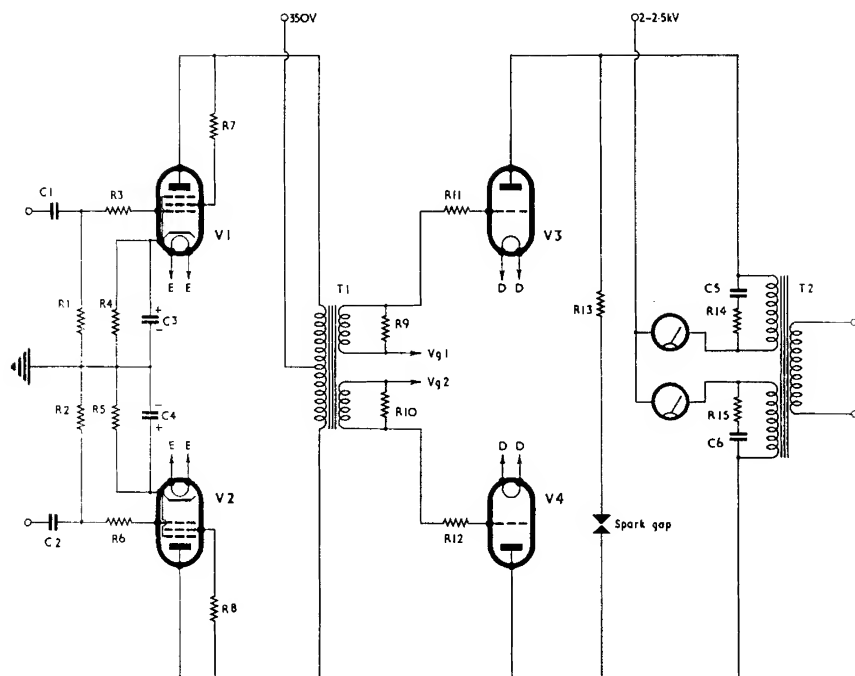 350V
2-2·5kV
R7
C1
R3
R11
V1
V3
E E
D D
T1
C5
T2
R1
R4
C3
+
-
R13
R14
R9
Vg1
Vg2
R2
R5
C4
-
+
R10
R15
C6
E E
D D
V2
V4
C2
R6
R12
Spark gap
R8